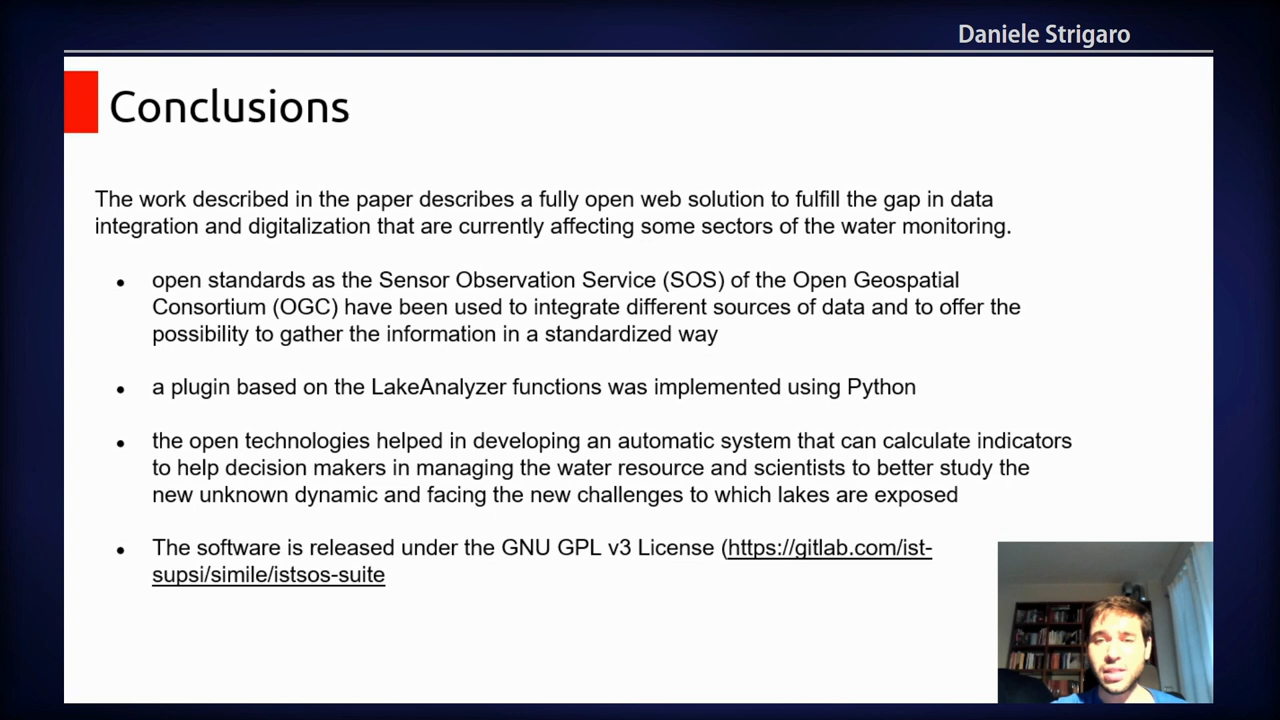 Daniele Strigaro
Conclusions
The work described in the paper describes a fully open web solution to fulfill the gap in data
integration and digitalization that are currently affecting some sectors of the water monitoring.
• open standards as the Sensor Observation Service (SOS) of the Open Geospatial
Consortium (OGC) have been used to integrate different sources of data and to offer the
possibility to gather the information in a standardized way
• a plugin based on the LakeAnalyzer functions was implemented using Python
• the open technologies helped in developing an automatic system that can calculate indicators
to help decision makers in managing the water resource and scientists to better study the
new unknown dynamic and facing the new challenges to which lakes are exposed
• The software is released under the GNU GPL v3 License (https://gitlab.com/ist-
supsi/simile/istsos-suite